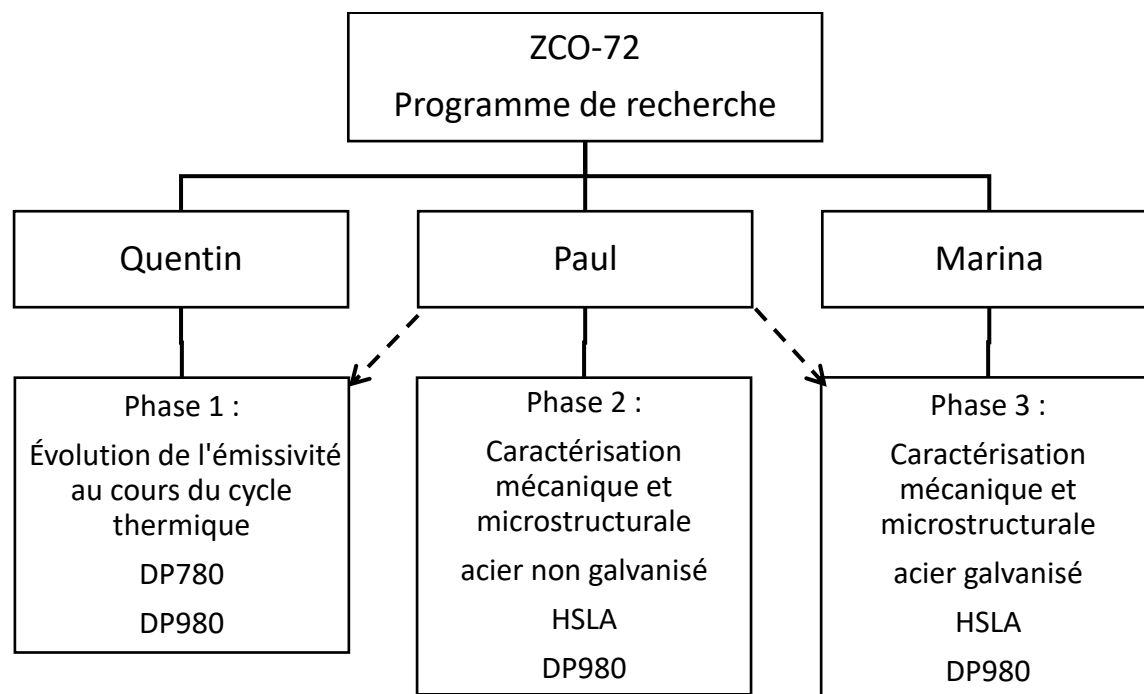 ZCO-72
Programme de recherche
Quentin
Paul
Marina
Phase 1 :
Évolution de l'émissivité
au cours du cycle
thermique
DP780
DP980
Phase 2 :
Caractérisation
mécanique et
microstructurale
acier non galvanisé
HSLA
DP980
Phase 3 :
Caractérisation
mécanique et
microstructurale
acier galvanisé
HSLA
DP980